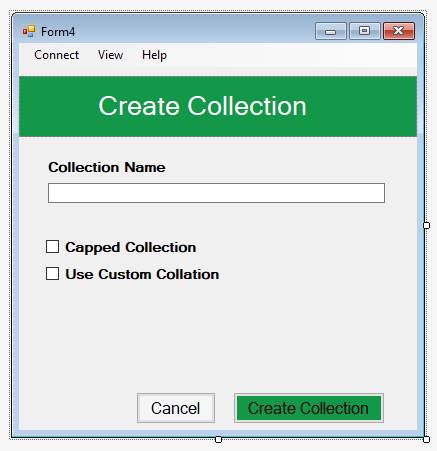 Form4
Connect View Help
Create Collection
Collection Name
Capped Collection
Use Custom Collation
Cancel Create Collection